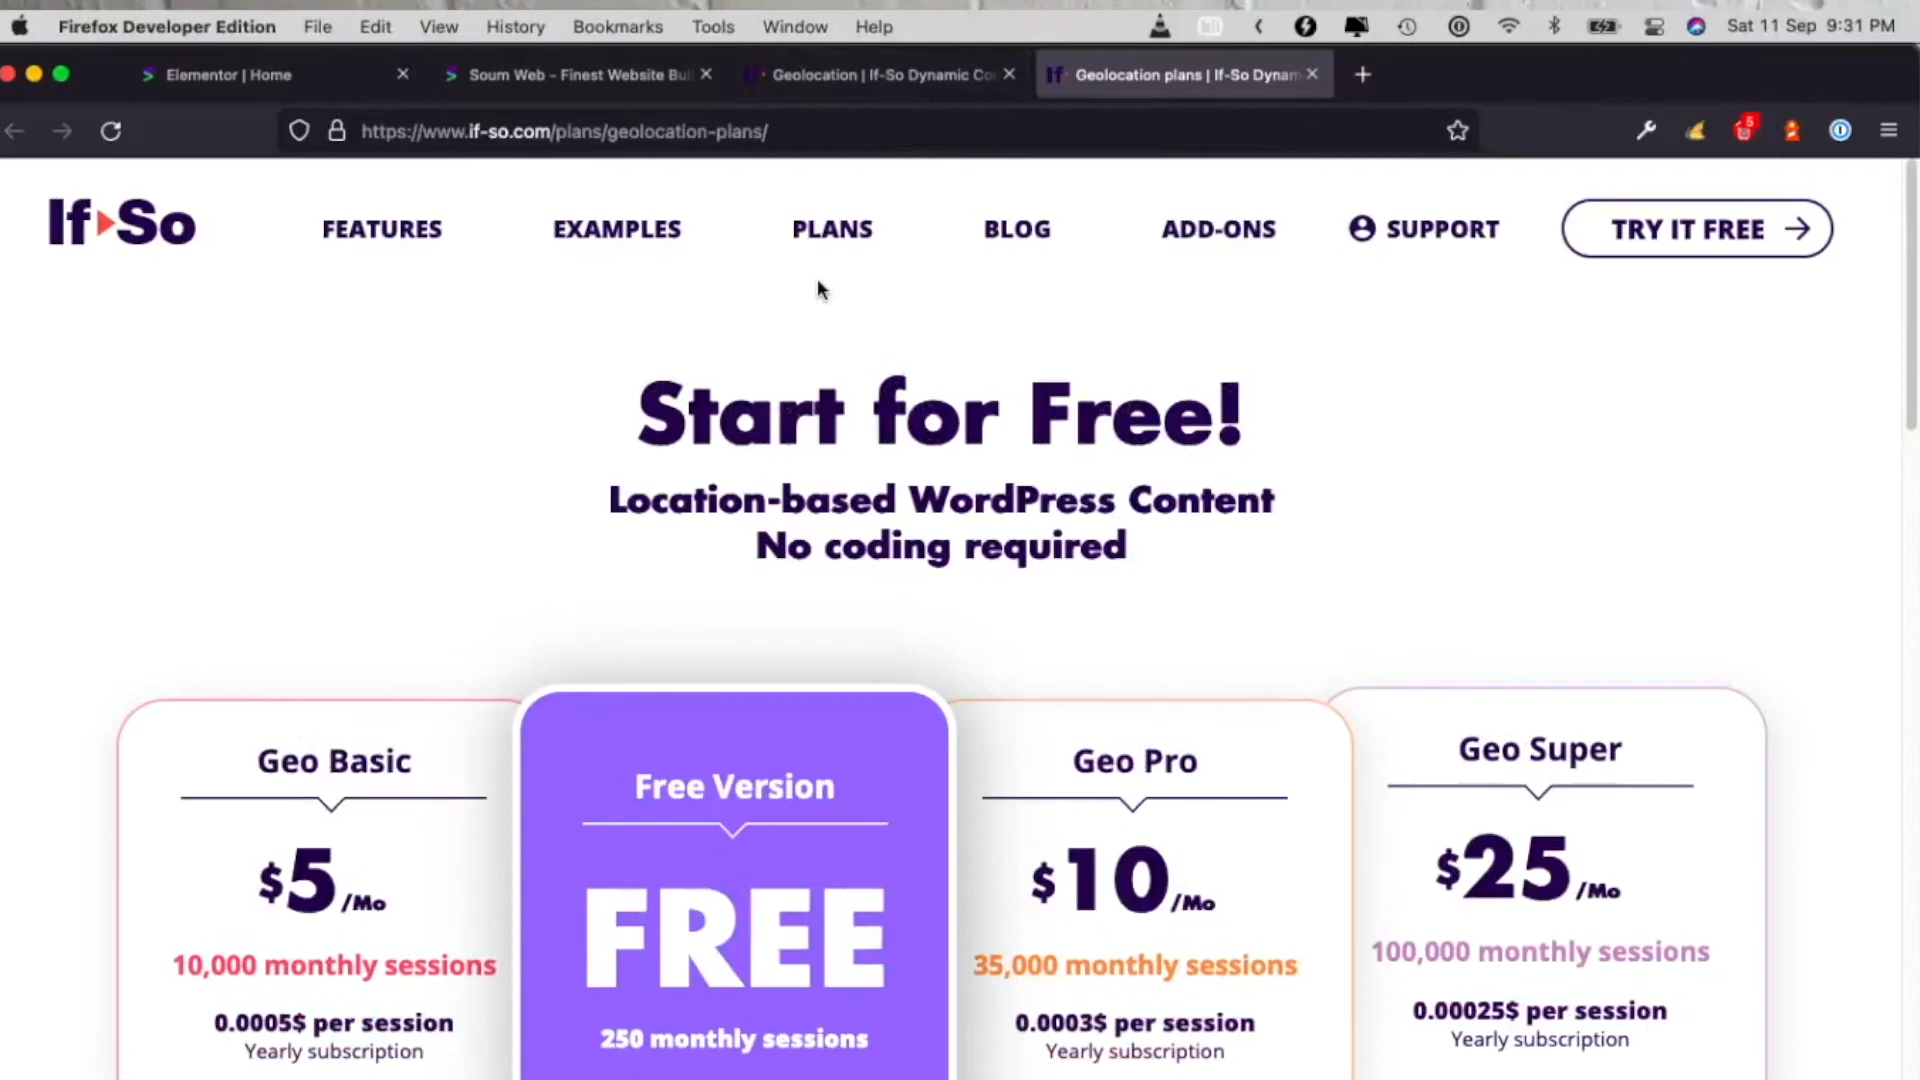 Firefox Developer Edition File Edit View History Bookmarks Tools Window Help Sat 11 Sep 9:31 PM
Elementor | Home
Soum Web - Finest Website Bui
Geolocation | If-So Dynamic Co
Geolocation plans | If-So Dynam
https://www.if-so.com/plans/geolocation-plans/
5
If So
FEATURES
EXAMPLES
PLANS
BLOG
ADD-ONS
SUPPORT
TRY IT FREE
Start for Free!
Location-based WordPress Content
No coding required
Geo Basic
$5/Mo
10,000 monthly sessions
0.0005$ per session
Yearly subscription
Free Version
FREE
250 monthly sessions
Geo Pro
$10/Mo
35,000 monthly sessions
0.0003$ per session
Yearly subscription
Geo Super
$25/Mo
100,000 monthly sessions
0.00025$ per session
Yearly subscription